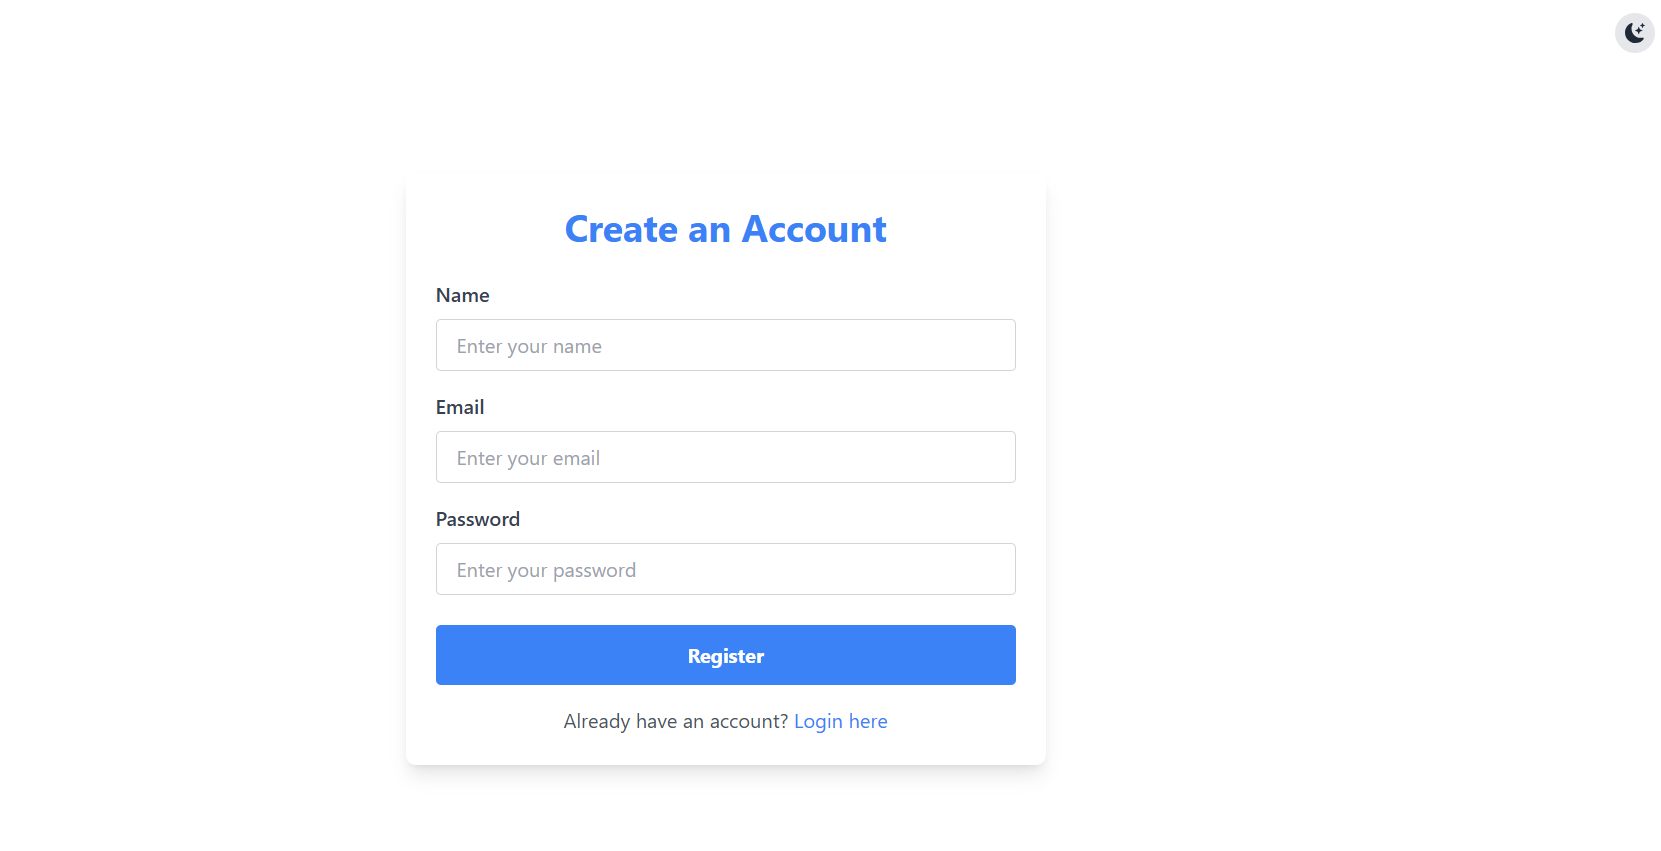 Create an Account
Name
Enter your name
Email
Enter your email
Password
Enter your password
Register
Already have an account? Login here